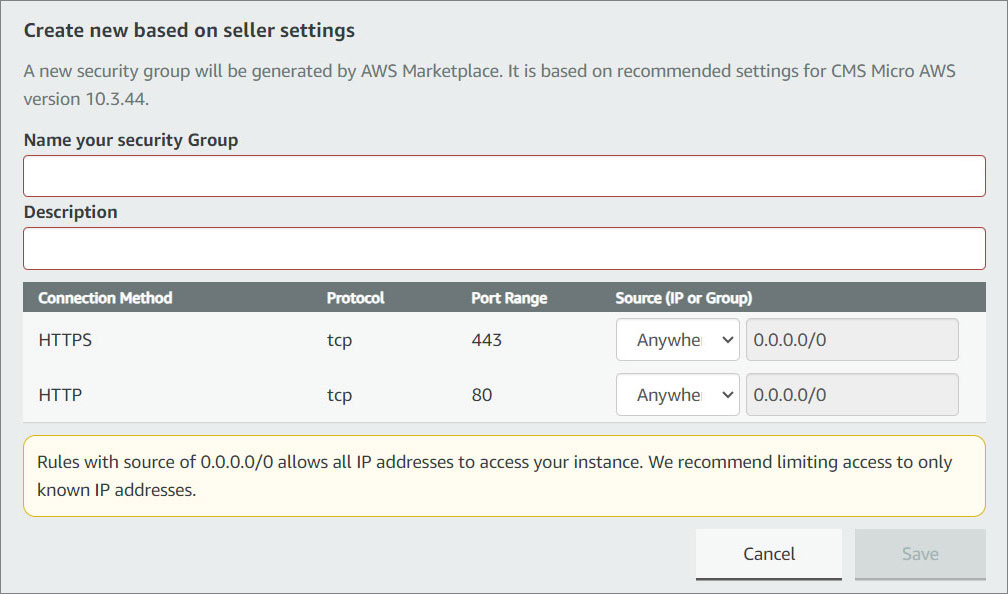 Create new based on seller settings
A new security group will be generated by AWS Marketplace. It is based on recommended settings for CMS Micro AWS
version 10.3.44.
Name your security Group
Description
Connection Method Protocol Port Range Source (IP or Group)
HTTPS tcp 443 Anywhe 0.0.0.0/0
HTTP tcp 80 Anywhe 0.0.0.0/0
Rules with source of 0.0.0.0/0 allows all IP addresses to access your instance. We recommend limiting access to only
known IP addresses.
Cancel Save